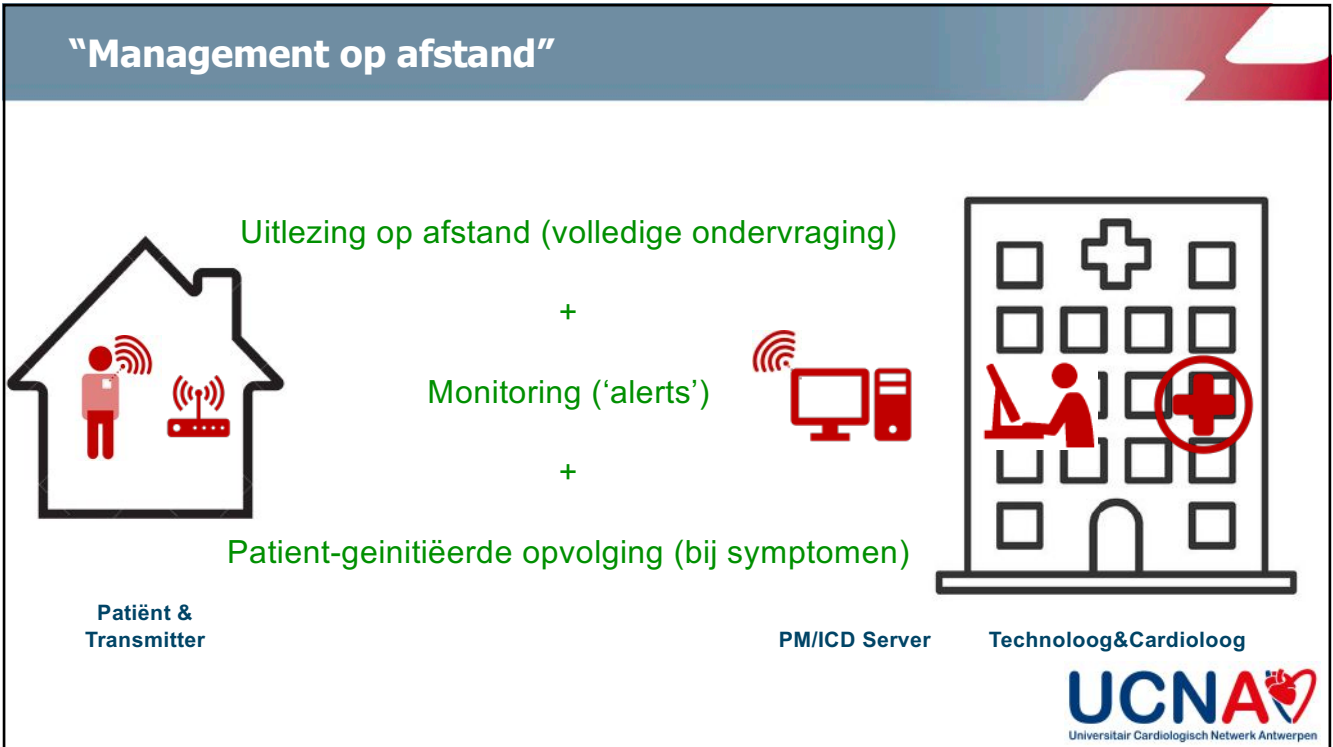 “Management op afstand”
Uitlezing op afstand (volledige ondervraging)
+
Monitoring (‘alerts’)
+
Patient-geinitiëerde opvolging (bij symptomen)
Patiënt &
Transmitter
PM/ICD Server
Technoloog&Cardioloog
UCNA
Universitair Cardiologisch Netwerk Antwerpen